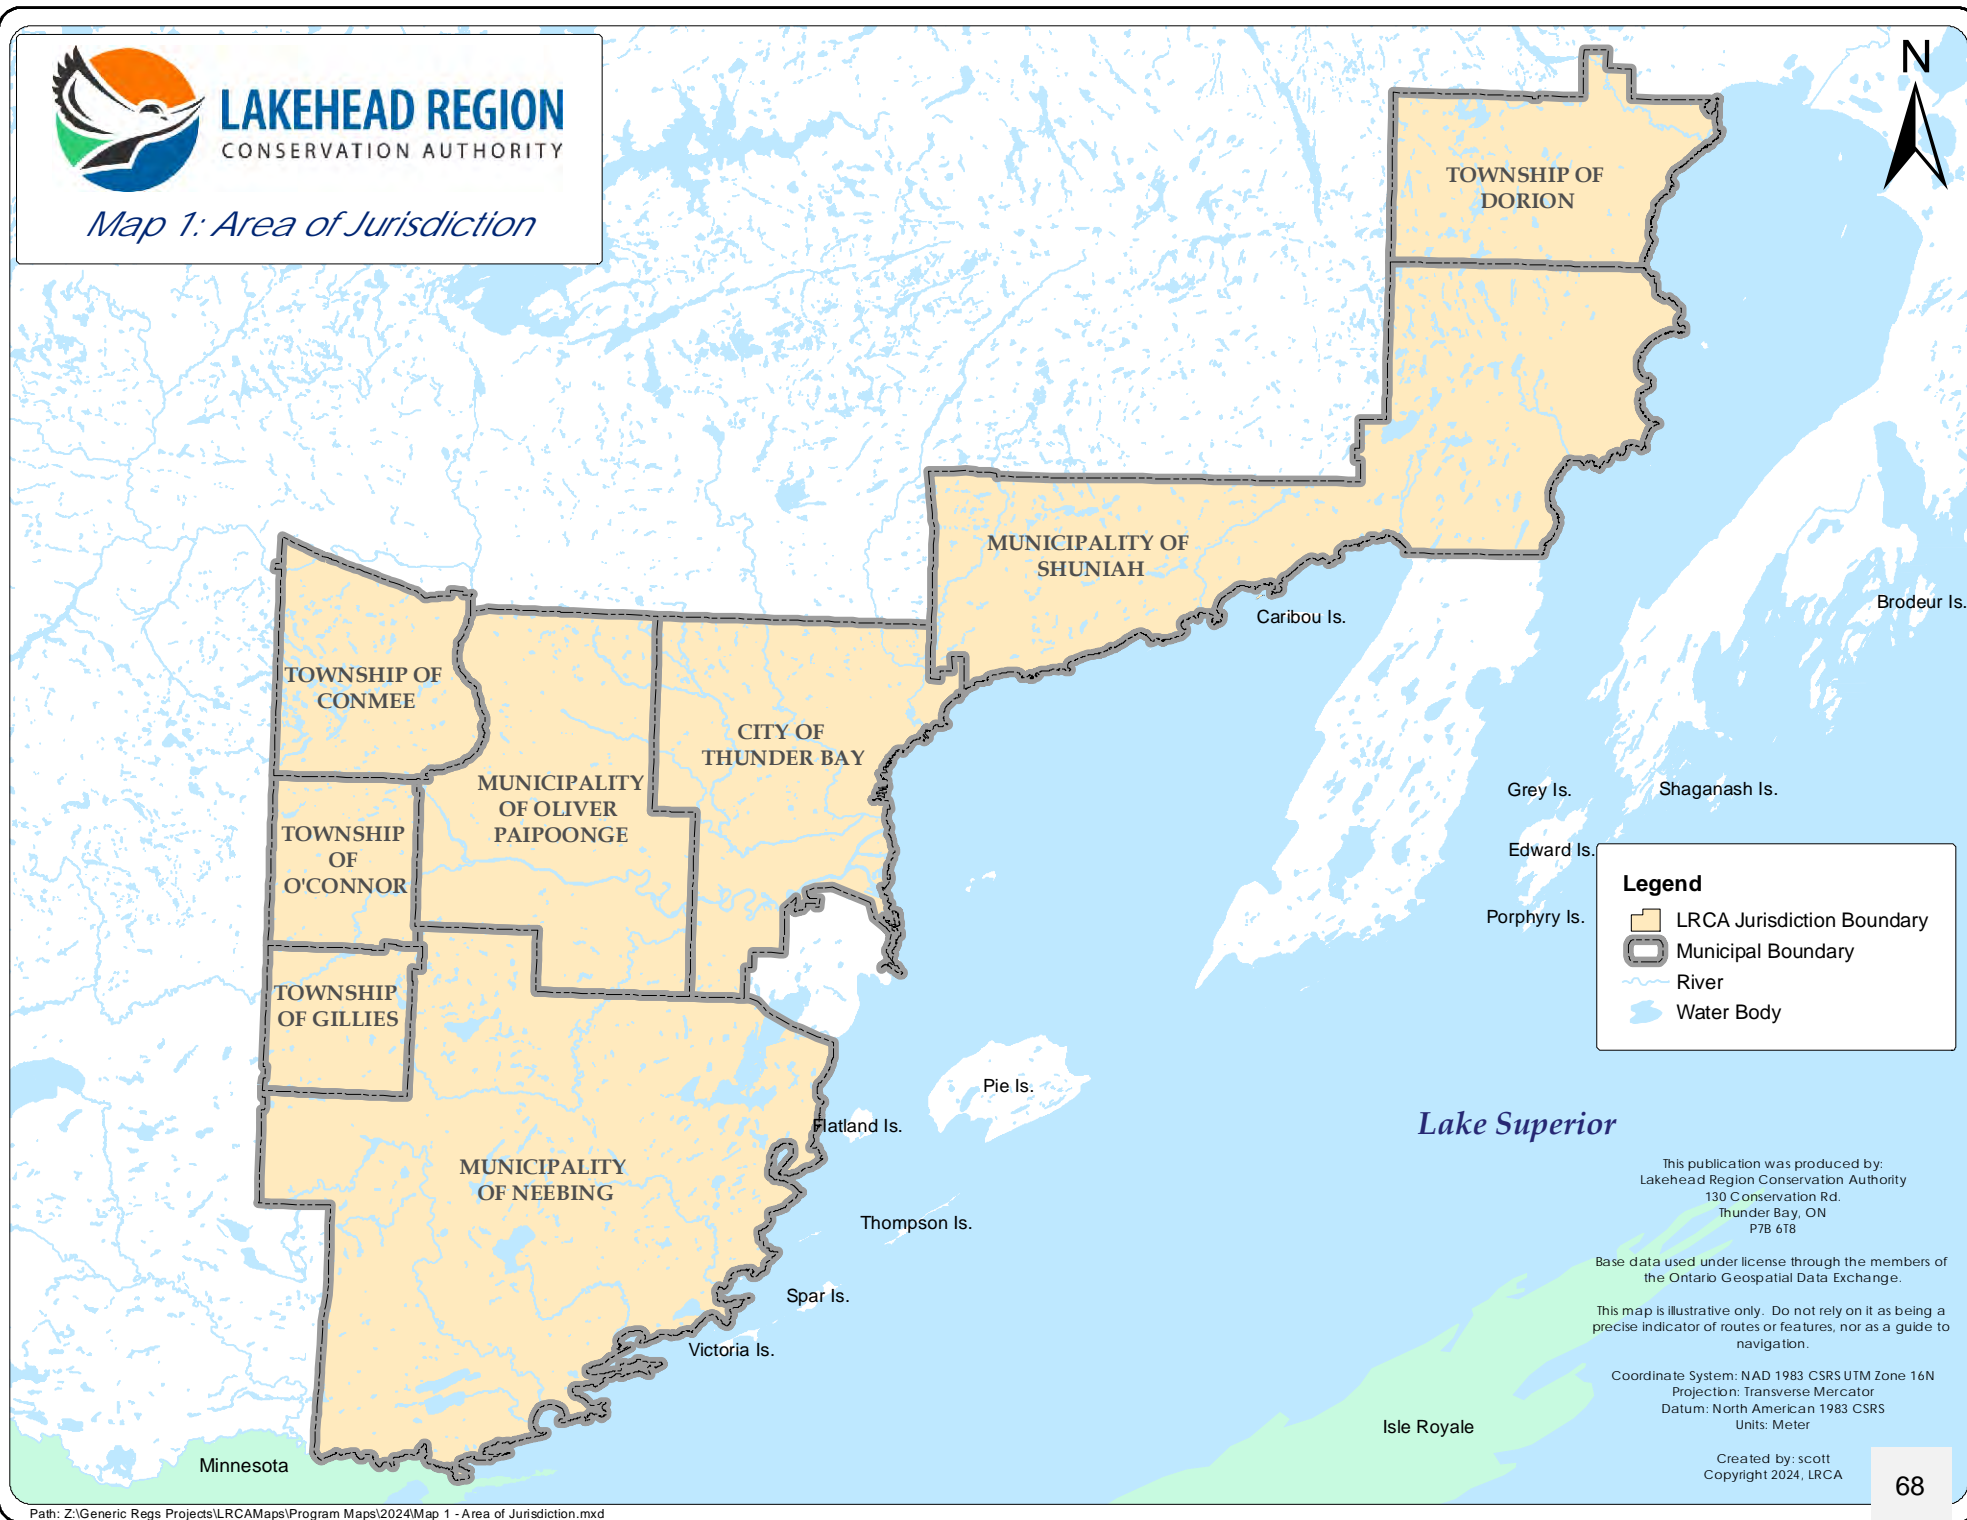 LAKEHEAD REGION
CONSERVATION AUTHORITY
Map 1: Area of Jurisdiction
N
TOWNSHIP OF
DORION
MUNICIPALITY OF
SHUNIAH
Caribou Is.
Brodeur Is.
TOWNSHIP OF
CONMEE
CITY OF
THUNDER BAY
MUNICIPALITY
OF OLIVER
PAIPOONGE
TOWNSHIP
OF
O'CONNOR
Grey Is.
Shaganash Is.
Edward Is.
Porphyry Is.
Legend
LRCA Jurisdiction Boundary
Municipal Boundary
River
Water Body
TOWNSHIP
OF GILLIES
Pie Is.
Flatland Is.
Lake Superior
MUNICIPALITY
OF NEEBING
Thompson Is.
Spar Is.
Victoria Is.
Isle Royale
Minnesota
This publication was produced by:
Lakehead Region Conservation Authority
130 Conservation Rd.
Thunder Bay, ON
P7B 6T8
Base data used under license through the members of
the Ontario Geospatial Data Exchange.
This map is illustrative only. Do not rely on it as being a
precise indicator of routes or features, nor as a guide to
navigation.
Coordinate System: NAD 1983 CSRS UTM Zone 16N
Projection: Transverse Mercator
Datum: North American 1983 CSRS
Units: Meter
Created by: scott
Copyright 2024, LRCA
68
Path: Z:\Generic Regs Projects\LRCAMaps\Program Maps\2024\Map 1 - Area of Jurisdiction.mxd